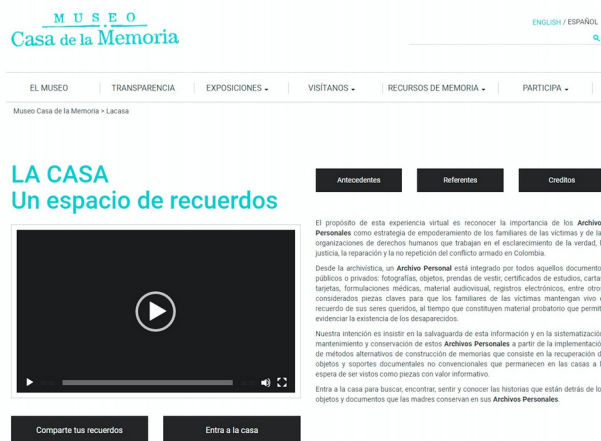 MUSEO
Casa de la Memoria
ENGLISH / ESPAÑOL
EL MUSEO
TRANSPARENCIA
EXPOSICIONES
VISÍTANOS
RECURSOS DE MEMORIA
PARTICIPA
Museo Casa de la Memoria > Lacasa
LA CASA
Un espacio de recuerdos
Antecedentes
Referentes
Creditos
El propósito de esta experiencia virtual es reconocer la importancia de los Archivo
Personales como estrategia de empoderamiento de los familiares de las víctimas y de la
organizaciones de derechos humanos que trabajan en el esclarecimiento de la verdad, l
justicia, la reparación y la no repetición del conflicto armado en Colombia.
Desde la archivística, un Archivo Personal está integrado por todos aquellos documento
públicos o privados: fotografías, objetos, prendas de vestir, certificados de estudios, carta
tarjetas, formulaciones médicas, material audiovisual, registros electrónicos, entre otro
considerados piezas claves para que los familiares de las víctimas mantengan vivo e
recuerdo de sus seres queridos, al tiempo que constituyen material probatorio que permit
evidenciar la existencia de los desaparecidos.
Nuestra intención es insistir en la salvaguarda de esta información y en la sistematizació
mantenimiento y conservación de estos Archivos Personales a partir de la implementació
de métodos alternativos de construcción de memorias que consiste en la recuperación d
objetos y soportes documentales no convencionales que permanecen en las casas a l
espera de ser vistos como piezas con valor informativo.
Entra a la casa para buscar, encontrar, sentir y conocer las historias que están detrás de lo
objetos y documentos que las madres conservan en sus Archivos Personales.
Comparte tus recuerdos
Entra a la casa